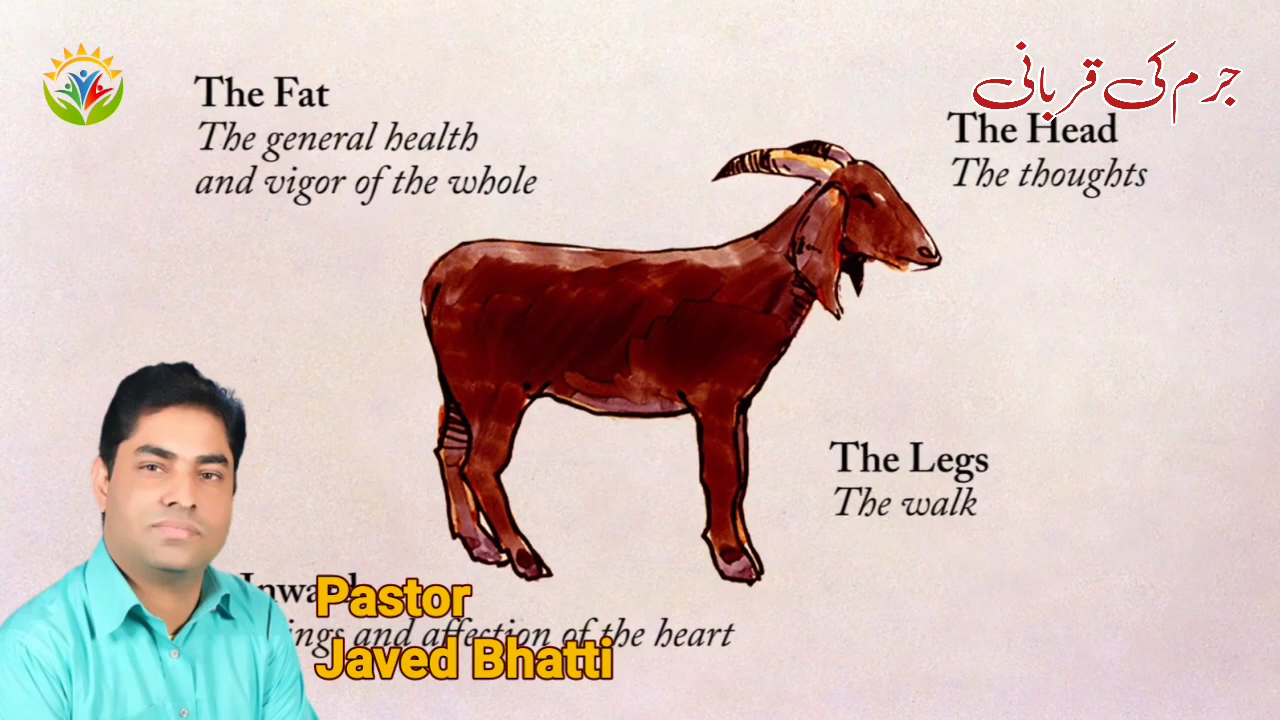 جرم کی قربانی
The Fat
The general health
and vigor of the whole
The Head
The thoughts
The Legs
The walk
and affection of the heart
Pastor
Javed Bhatti